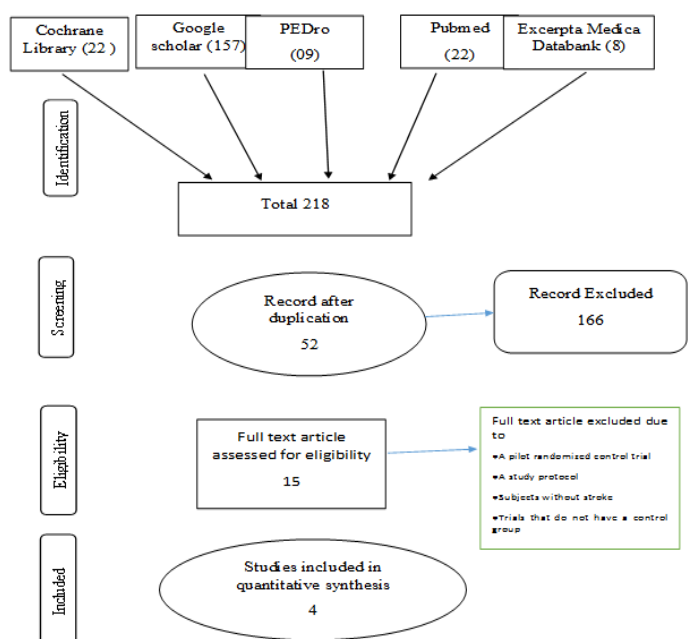 Cochrane
Library (22 )
Google
scholar (157)
PEDro
(09)
Pubmed
(22)
Excerpta Medica
Databank (8)
Identification
Total 218
Screening
Record after
duplication
52
Record Excluded
166
Eligibility
Full text article
assessed for eligibility
15
Full text article excluded due
to
•A pilot randomized control trial
•A study protocol
•Subjects without stroke
•Trials that do not have a control
group
Included
Studies included in
quantitative synthesis
4